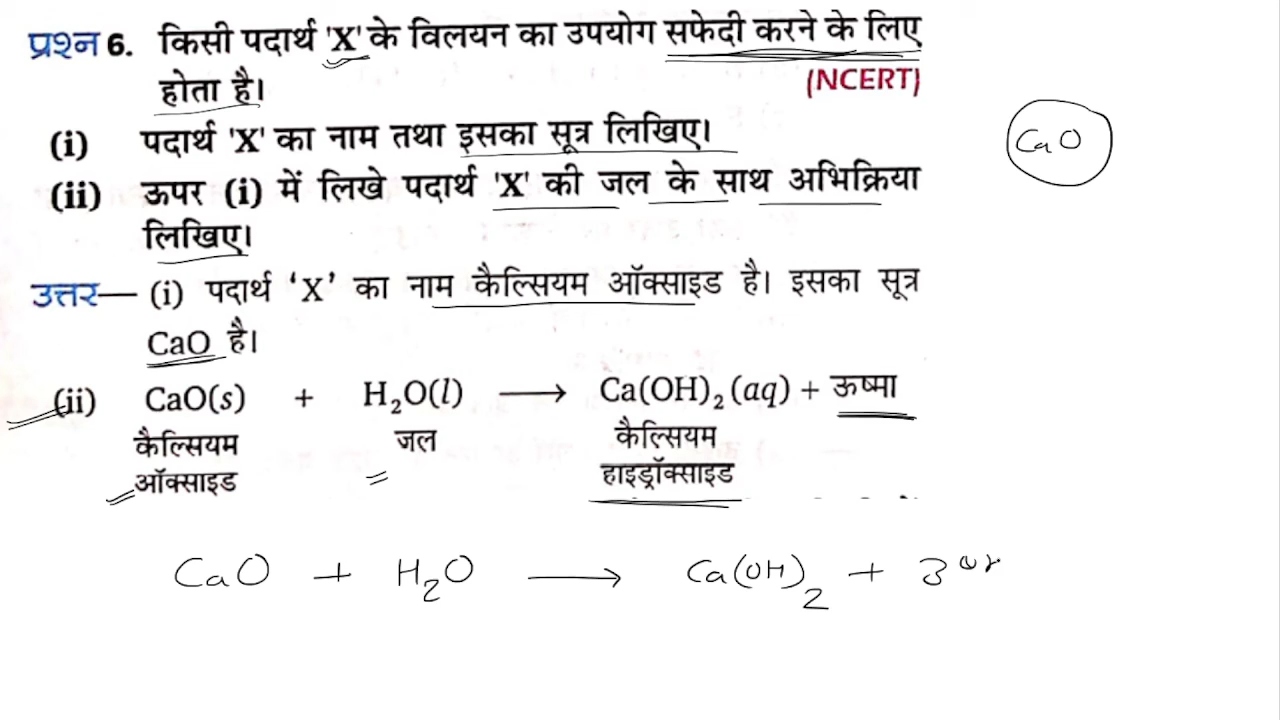 प्रश्न 6. किसी पदार्थ 'X' के विलयन का उपयोग सफेदी करने के लिए
होता है।
(NCERT)
(i) पदार्थ 'X' का नाम तथा इसका सूत्र लिखिए।
CaO
(ii) ऊपर (i) में लिखे पदार्थ 'X' की जल के साथ अभिक्रिया
लिखिए।
उत्तर— (i) पदार्थ ‘X’ का नाम कैल्सियम ऑक्साइड है। इसका सूत्र
CaO है।
(ii) CaO(s) + H₂O(l) ⟶ Ca(OH)₂(aq) + ऊष्मा
कैल्सियम जल कैल्सियम
ऑक्साइड हाइड्रॉक्साइड
CaO + H₂O ⟶ Ca(OH)₂ +